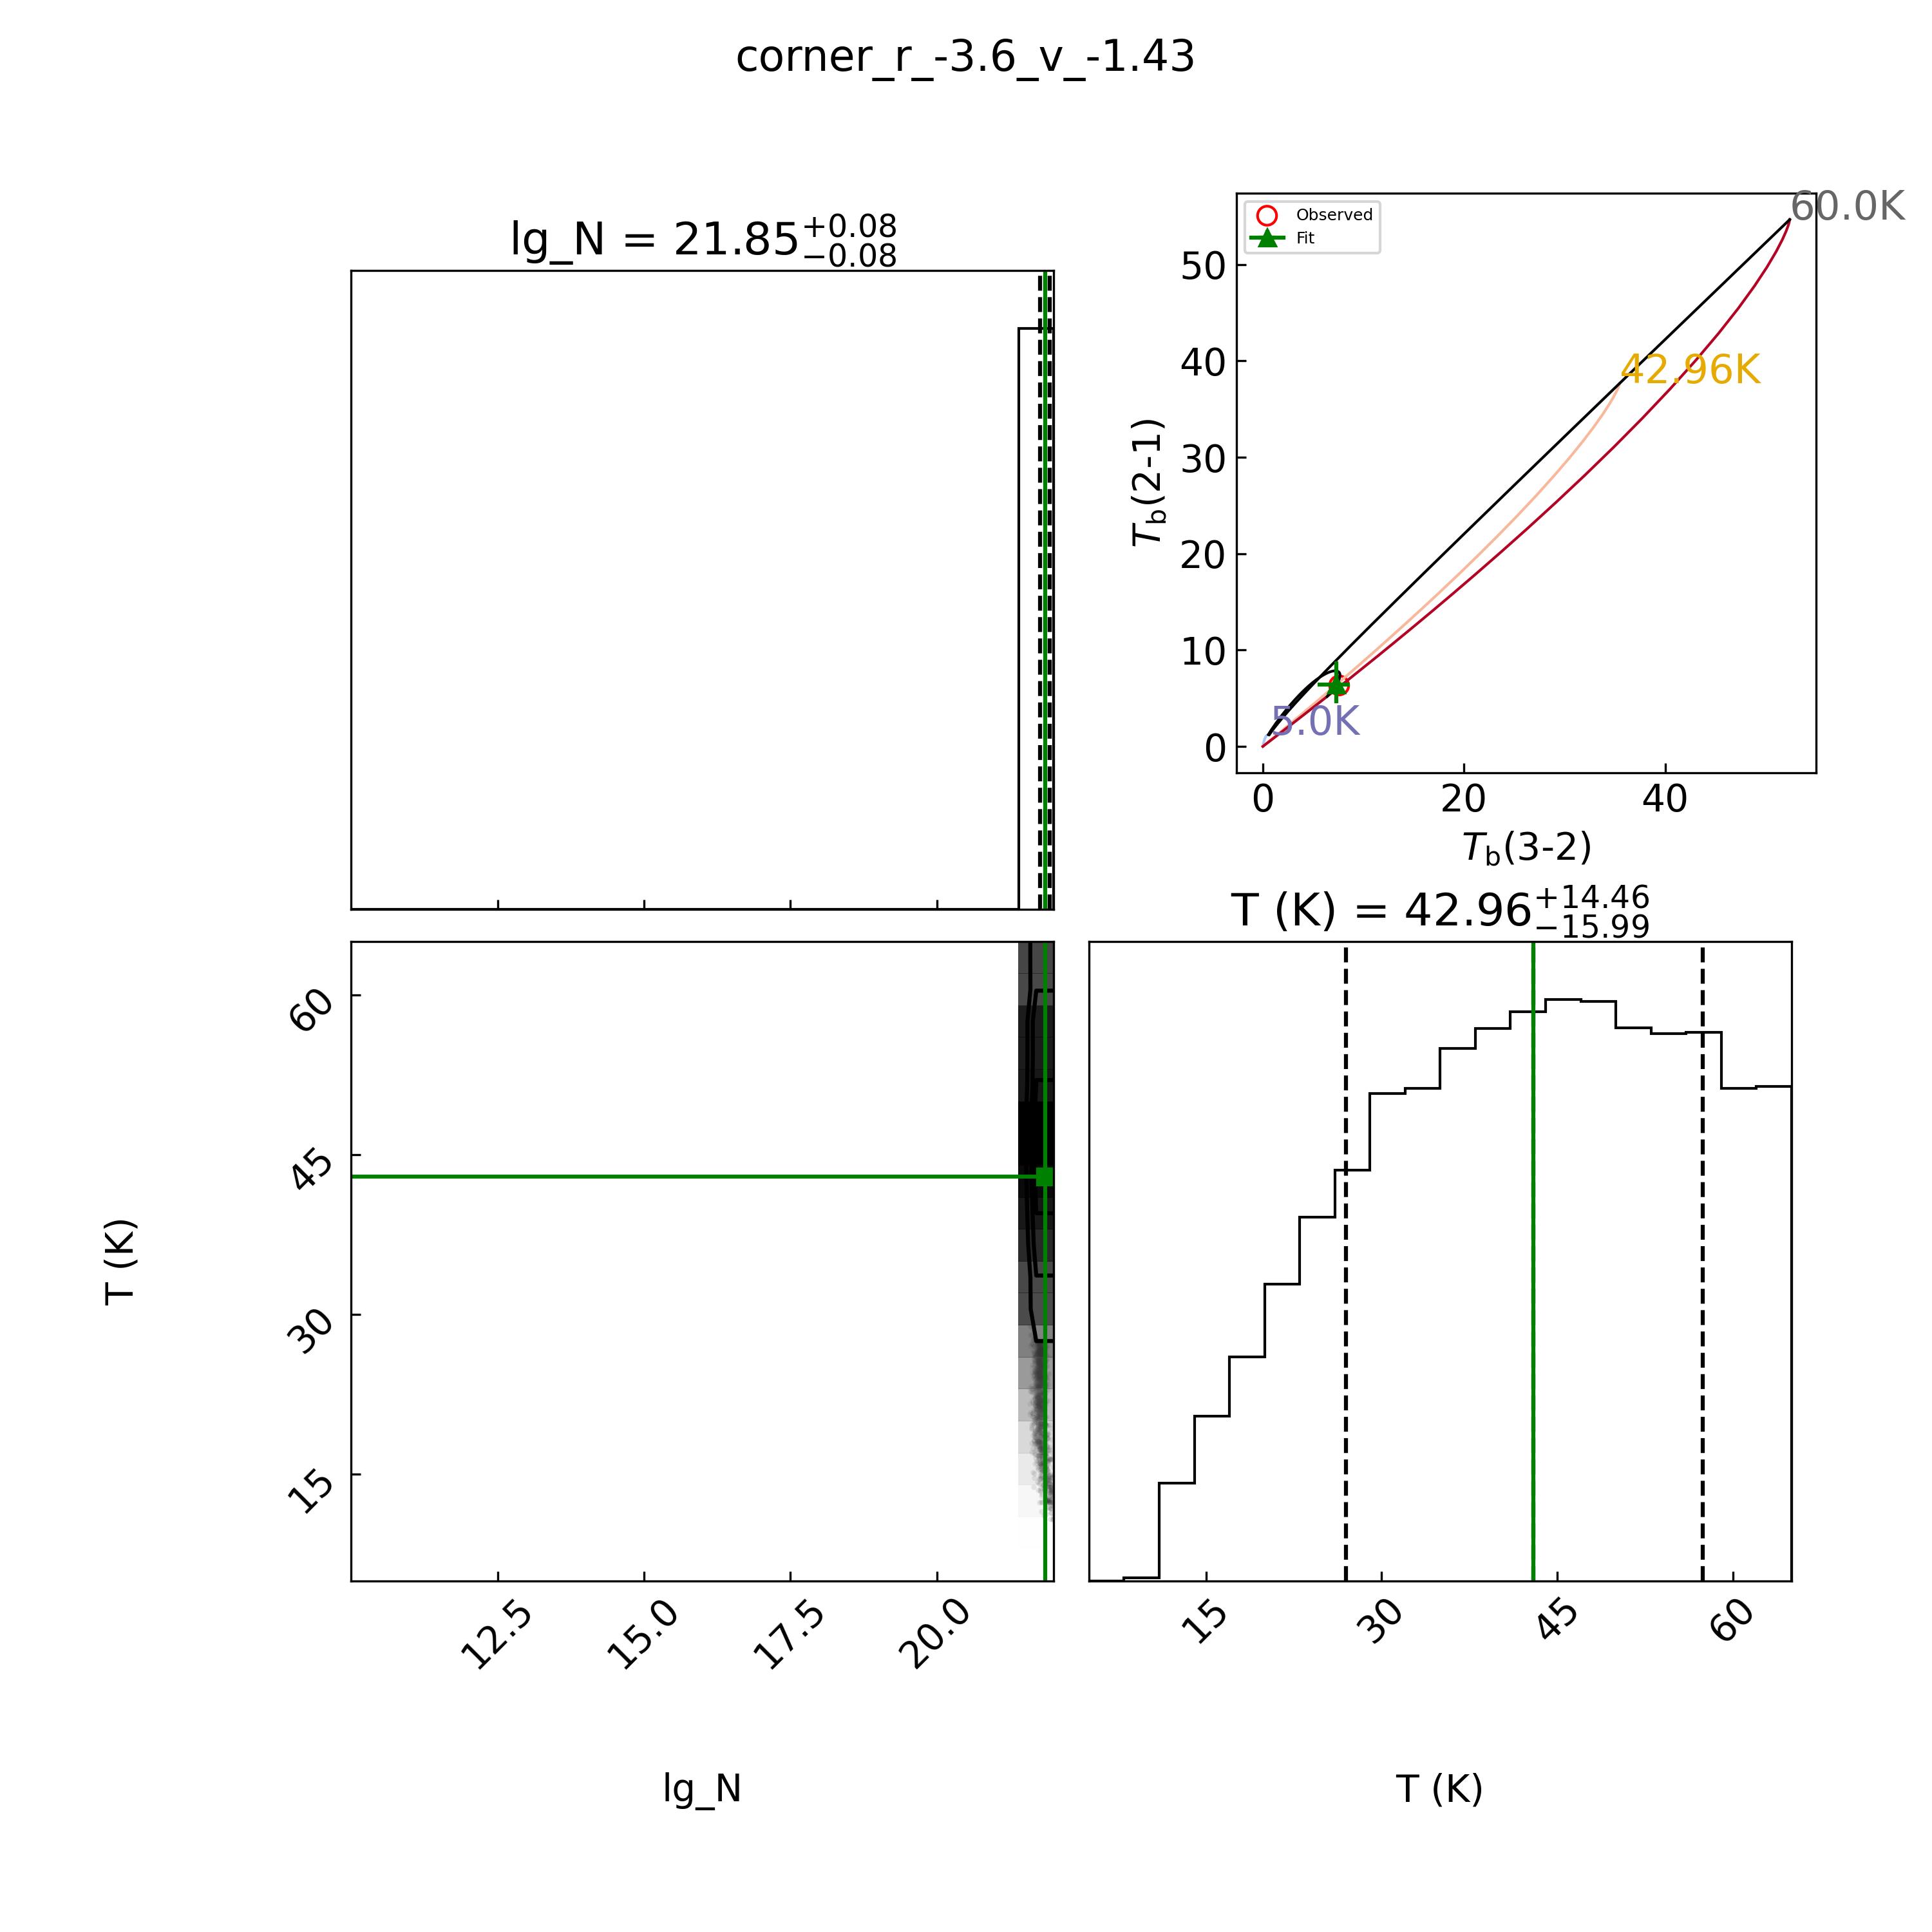 corner_r_-3.6_v_-1.43
lg_N = 21.85+0.08 −0.08
Observed
Fit
60.0K
42.96K
5.0K
50
40
30
20
10
0
Tb(2-1)
0 20 40
Tb(3-2)
T (K) = 42.96+14.46 −15.99
60
45
30
15
T (K)
12.5 15.0 17.5 20.0
15 30 45 60
lg_N
T (K)